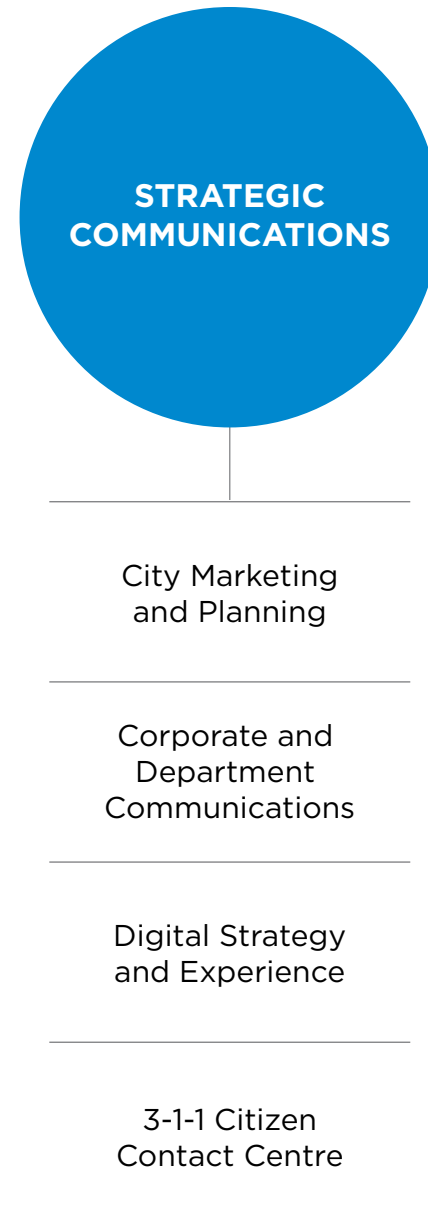 STRATEGIC
COMMUNICATIONS
City Marketing
and Planning
Corporate and
Department
Communications
Digital Strategy
and Experience
3-1-1 Citizen
Contact Centre